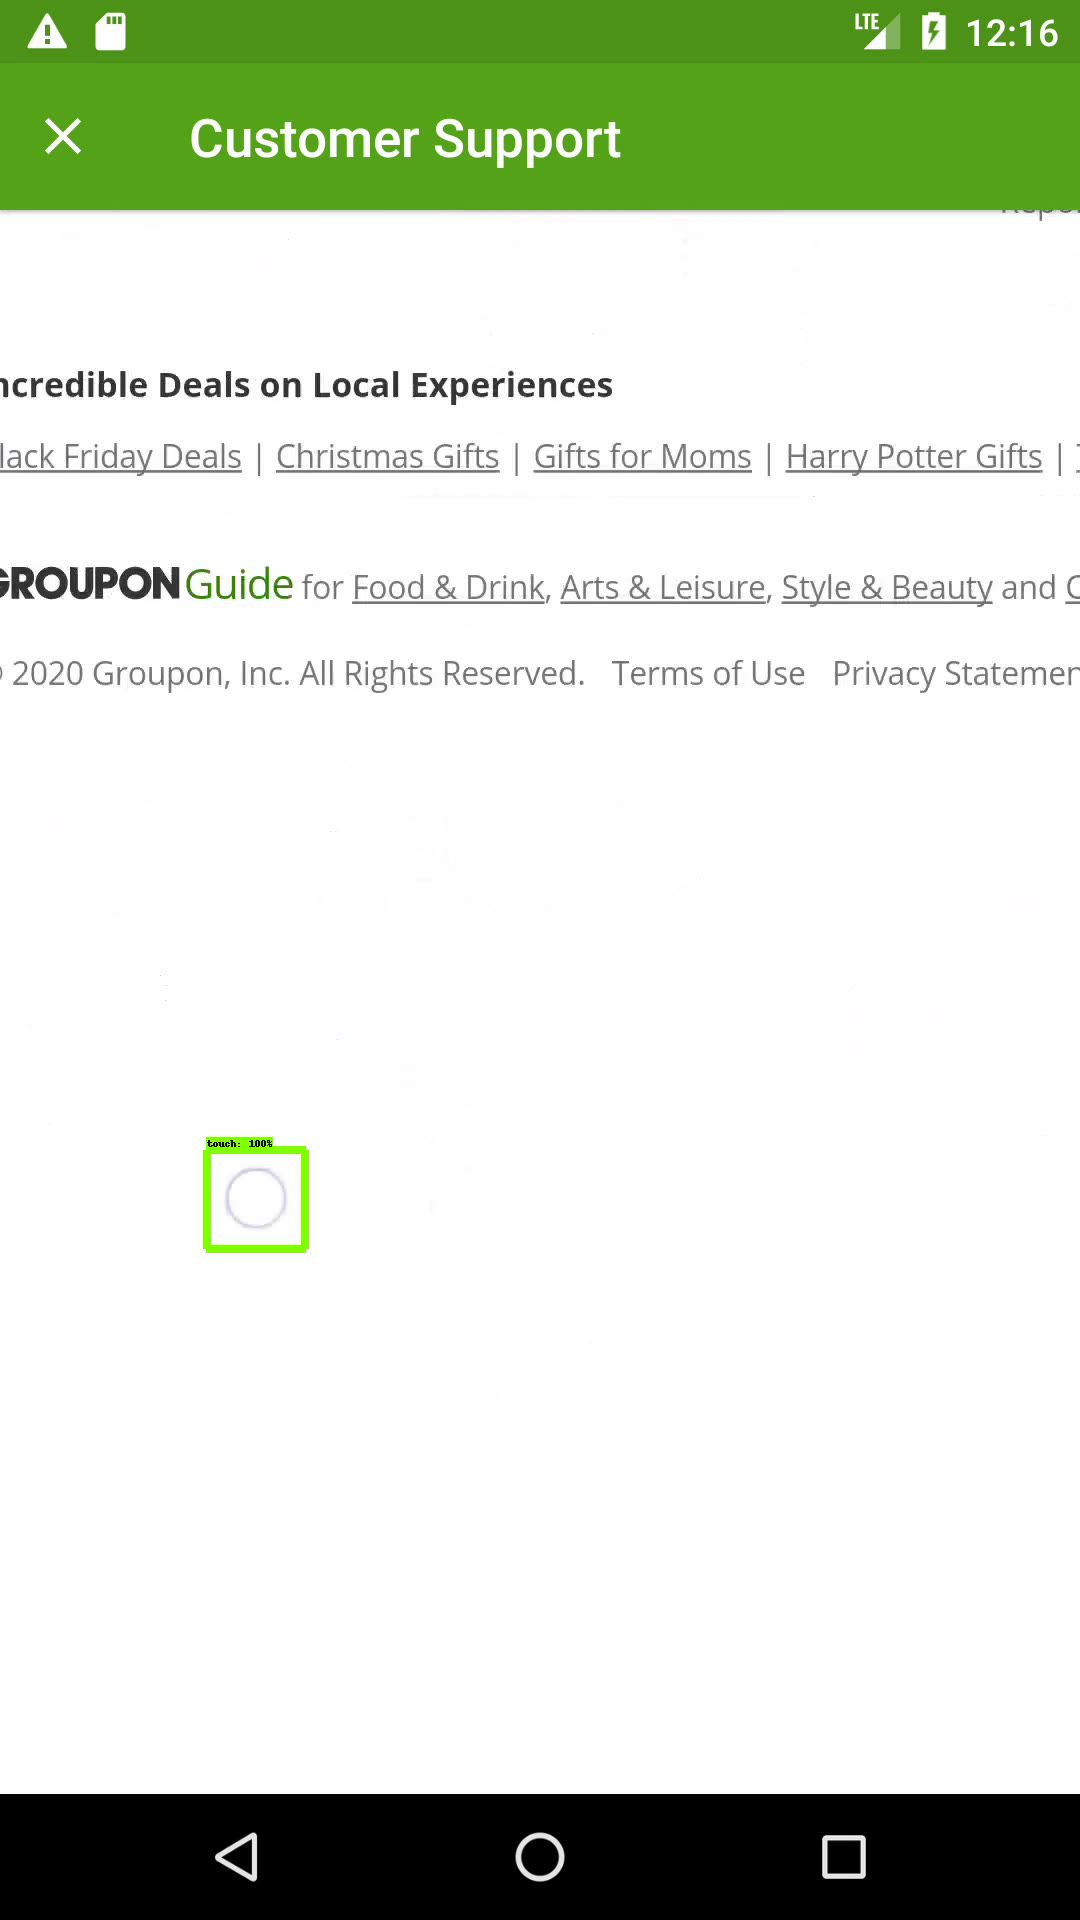 LTE 12:16
Customer Support
ncredible Deals on Local Experiences
lack Friday Deals | Christmas Gifts | Gifts for Moms | Harry Potter Gifts |
GROUPON Guide for Food & Drink, Arts & Leisure, Style & Beauty and
© 2020 Groupon, Inc. All Rights Reserved. Terms of Use Privacy Statemen
touch: 100%